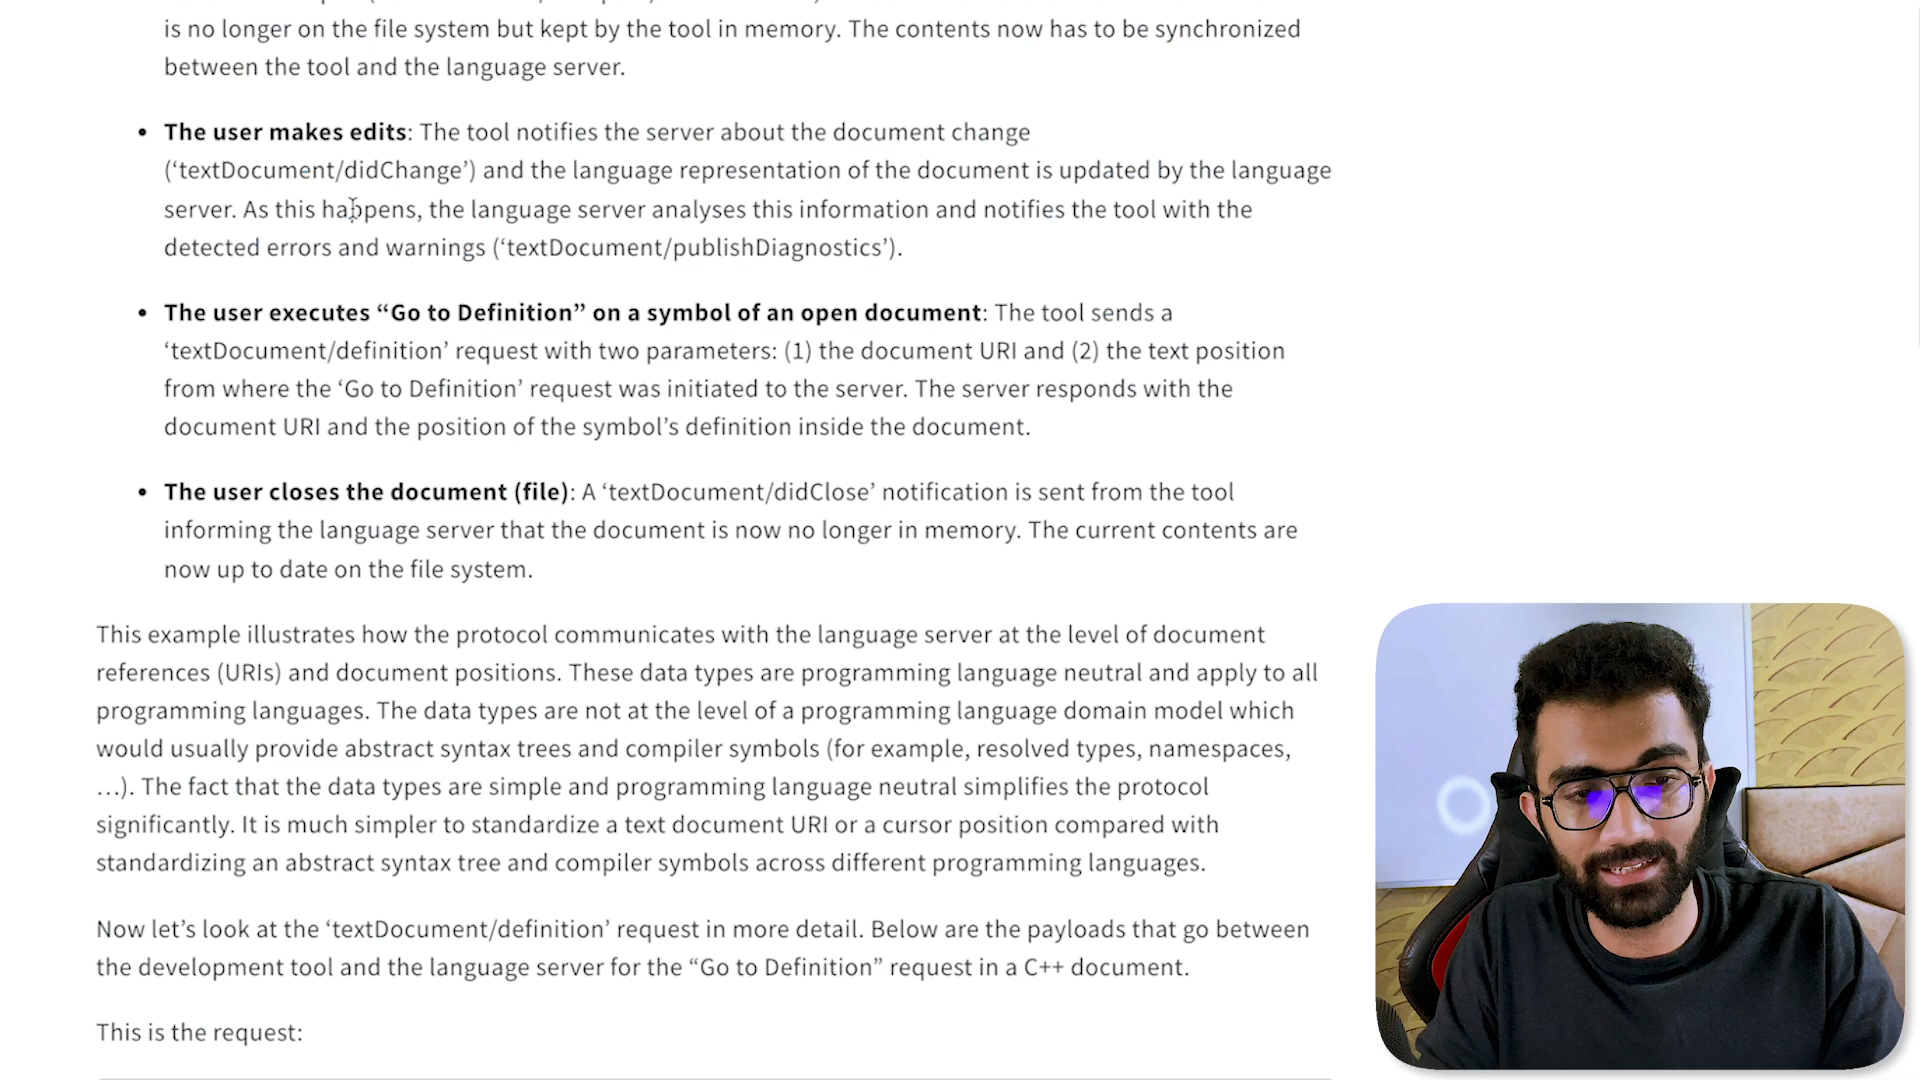 is no longer on the file system but kept by the tool in memory. The contents now has to be synchronized
between the tool and the language server.
• The user makes edits: The tool notifies the server about the document change
(‘textDocument/didChange’) and the language representation of the document is updated by the language
server. As this happens, the language server analyses this information and notifies the tool with the
detected errors and warnings (‘textDocument/publishDiagnostics’).
• The user executes “Go to Definition” on a symbol of an open document: The tool sends a
‘textDocument/definition’ request with two parameters: (1) the document URI and (2) the text position
from where the ‘Go to Definition’ request was initiated to the server. The server responds with the
document URI and the position of the symbol’s definition inside the document.
• The user closes the document (file): A ‘textDocument/didClose’ notification is sent from the tool
informing the language server that the document is now no longer in memory. The current contents are
now up to date on the file system.
This example illustrates how the protocol communicates with the language server at the level of document
references (URIs) and document positions. These data types are programming language neutral and apply to all
programming languages. The data types are not at the level of a programming language domain model which
would usually provide abstract syntax trees and compiler symbols (for example, resolved types, namespaces,
…). The fact that the data types are simple and programming language neutral simplifies the protocol
significantly. It is much simpler to standardize a text document URI or a cursor position compared with
standardizing an abstract syntax tree and compiler symbols across different programming languages.
Now let’s look at the ‘textDocument/definition’ request in more detail. Below are the payloads that go between
the development tool and the language server for the “Go to Definition” request in a C++ document.
This is the request: